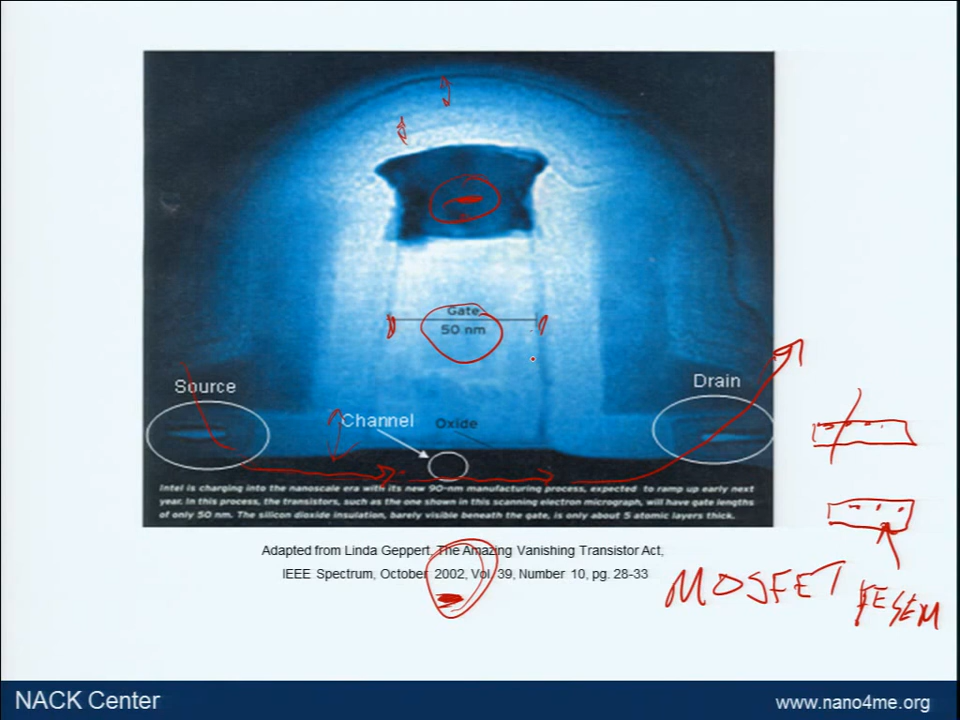 Gate
50 nm
Source
Drain
Channel
Oxide
Intel is charging into the nanoscale era with its new 90-nm manufacturing process, expected to ramp up early next
year. In this process, the transistors, such as the one shown in this scanning electron micrograph, will have gate lengths
of only 50 nm. The silicon dioxide insulation, barely visible beneath the gate, is only about 5 atomic layers thick.
Adapted from Linda Geppert, The Amazing Vanishing Transistor Act,
IEEE Spectrum, October 2002, Vol. 39, Number 10, pg. 28-33
MOSFET
FESEM
NACK Center
www.nano4me.org